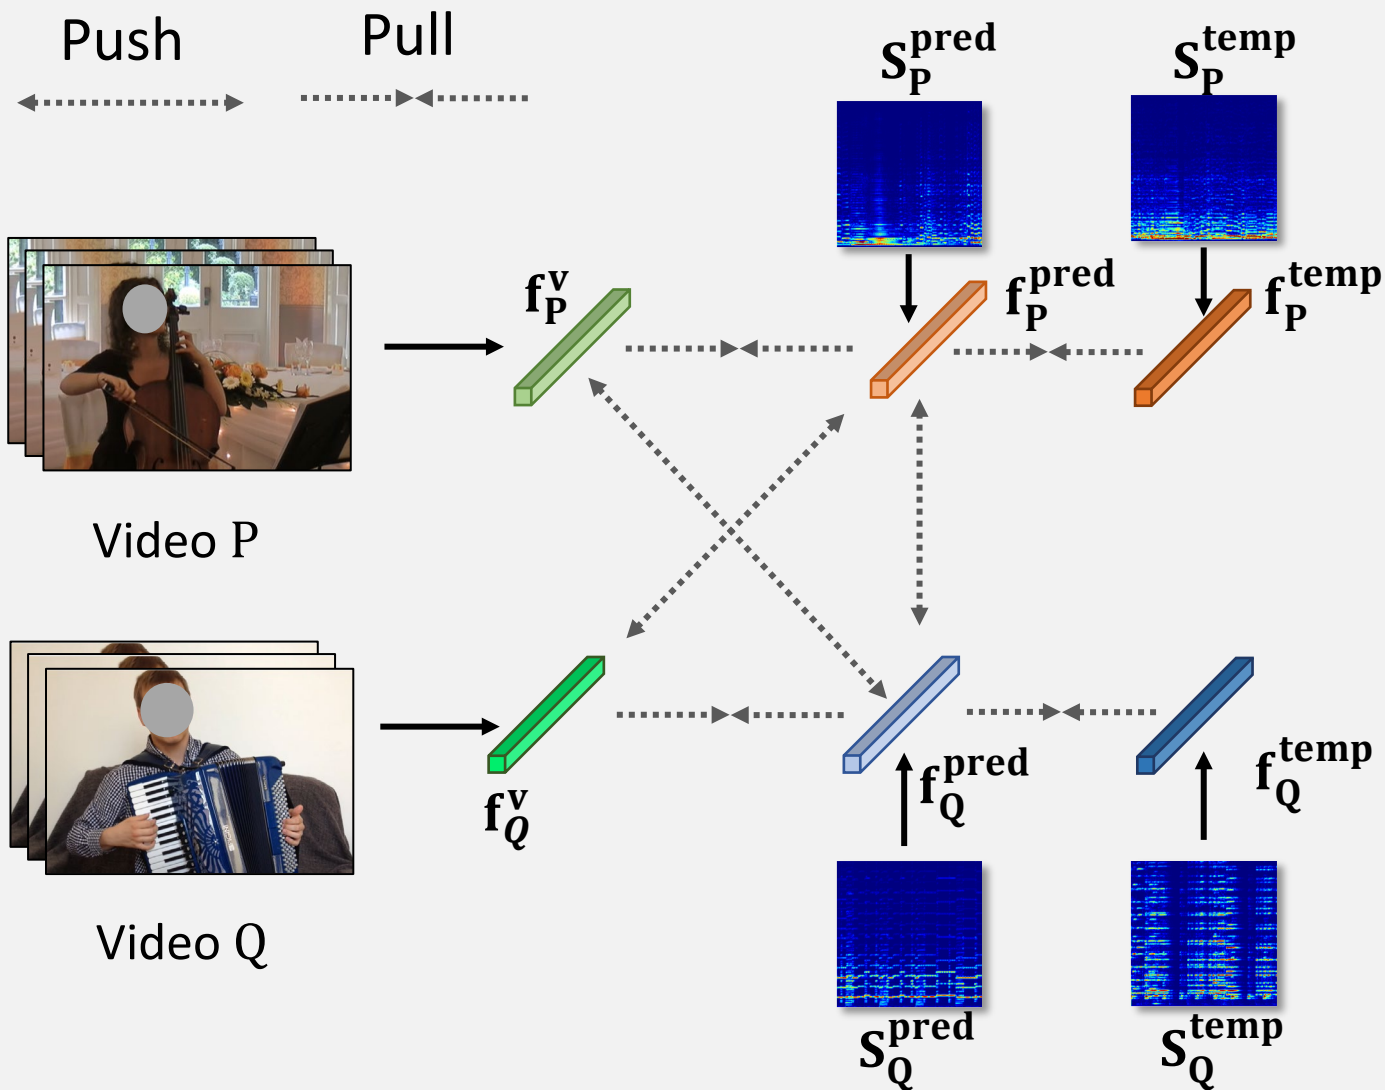 Push
Pull
S_P^pred
S_P^temp
f_P^v
f_P^pred
f_P^temp
Video P
f_Q^v
f_Q^pred
f_Q^temp
Video Q
S_Q^pred
S_Q^temp